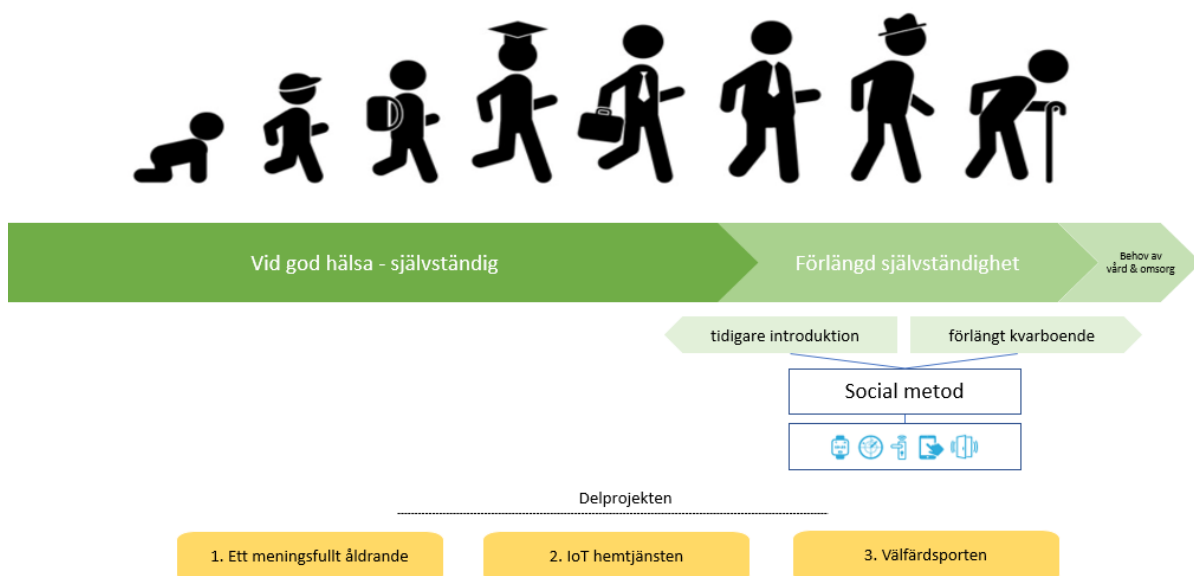 Vid god hälsa - självständig
Förlängd självständighet
Behov av
vård & omsorg
tidigare introduktion
förlängt kvarboende
Social metod
Delprojekten
1. Ett meningsfullt åldrande
2. IoT hemtjänsten
3. Välfärdsporten